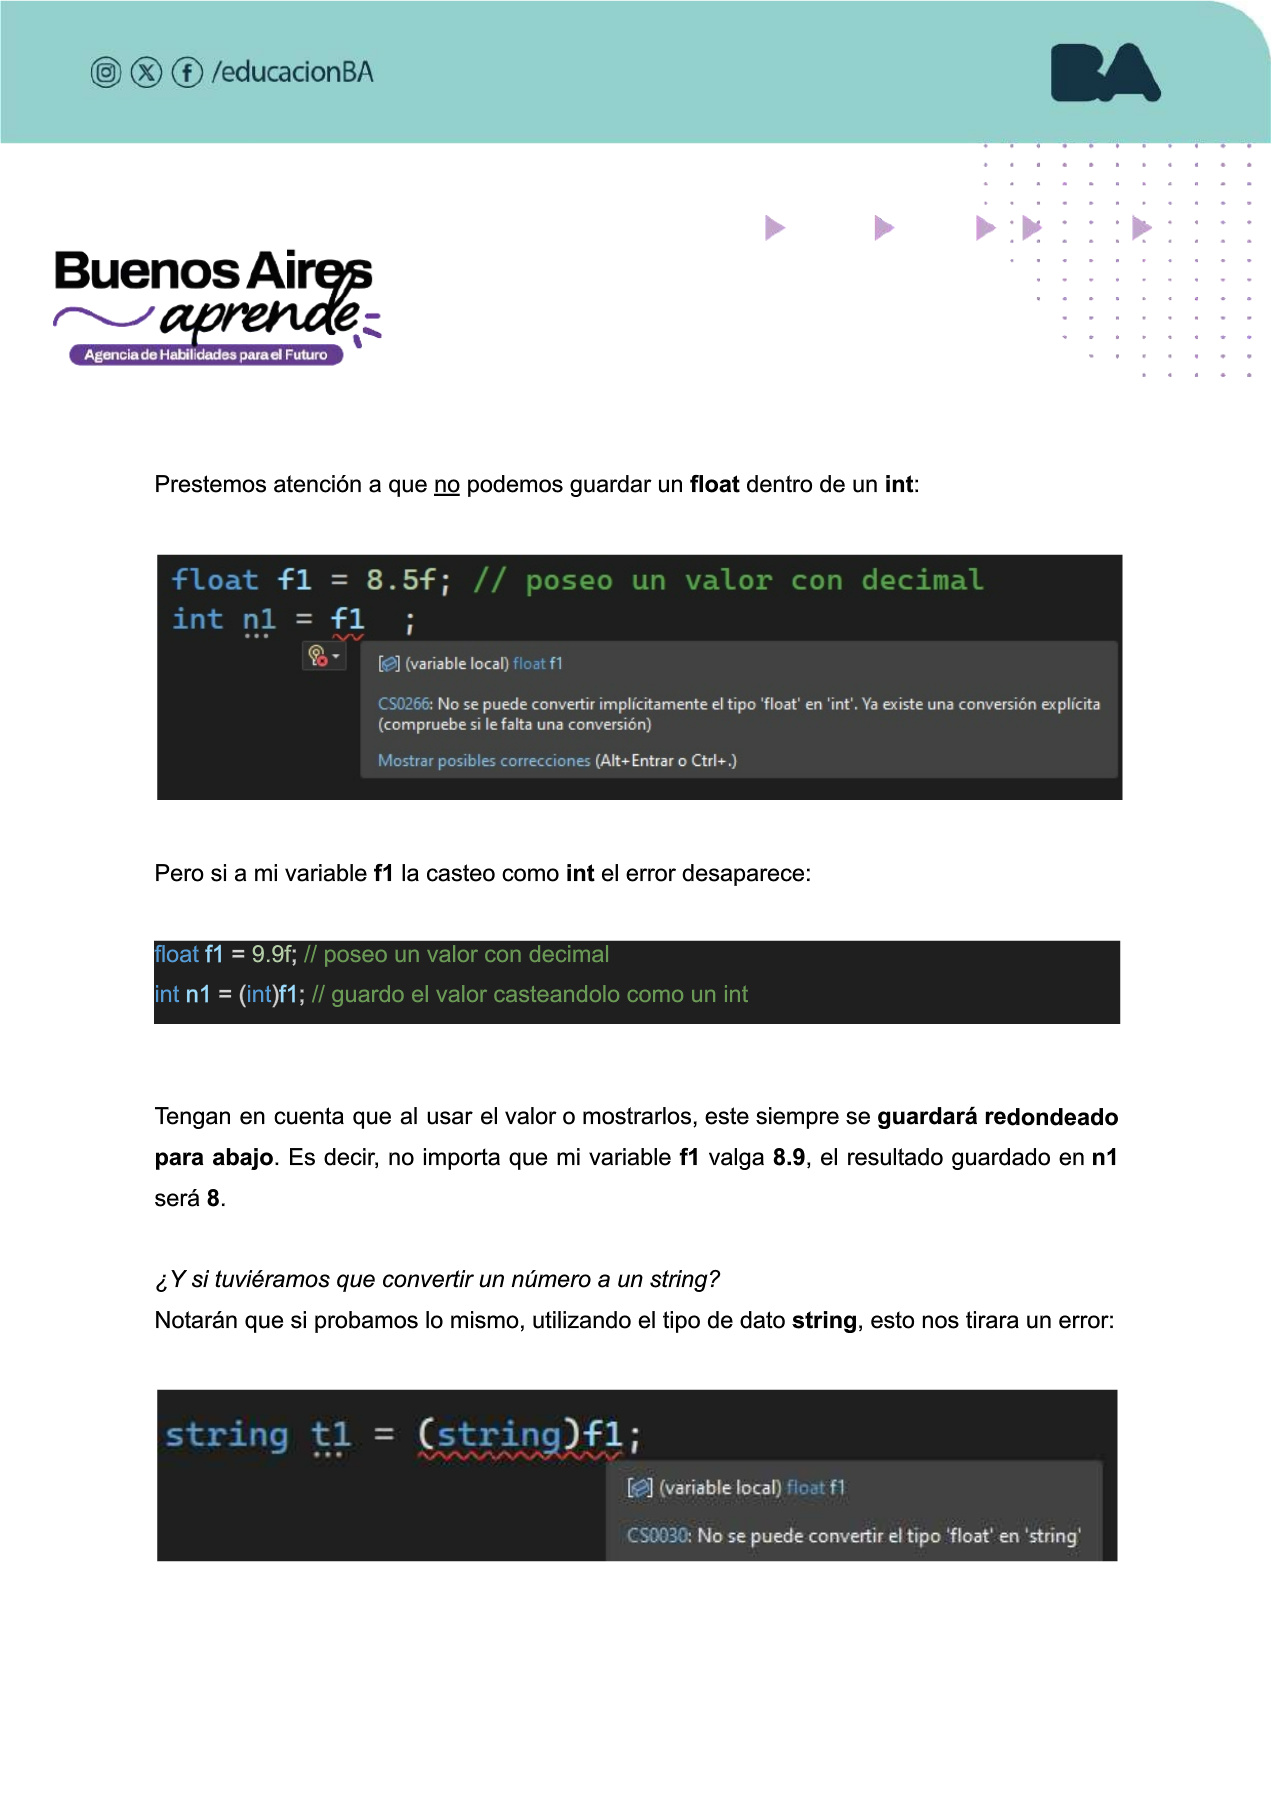 /educacionBA
BA
Buenos Aires
aprende
Agencia de Habilidades para el Futuro
Prestemos atención a que no podemos guardar un float dentro de un int:
float f1 = 8.5f; // poseo un valor con decimal
int n1 = f1 ;
(variable local) float f1
CS0266: No se puede convertir implícitamente el tipo 'float' en 'int'. Ya existe una conversión explícita
(compruebe si le falta una conversión)
Mostrar posibles correcciones (Alt+Entrar o Ctrl+.)
Pero si a mi variable f1 la casteo como int el error desaparece:
float f1 = 9.9f; // poseo un valor con decimal
int n1 = (int)f1; // guardo el valor casteandolo como un int
Tengan en cuenta que al usar el valor o mostrarlos, este siempre se guardará redondeado
para abajo. Es decir, no importa que mi variable f1 valga 8.9, el resultado guardado en n1
será 8.
¿Y si tuviéramos que convertir un número a un string?
Notarán que si probamos lo mismo, utilizando el tipo de dato string, esto nos tirara un error:
string t1 = (string)f1;
(variable local) float f1
CS0030: No se puede convertir el tipo 'float' en 'string'